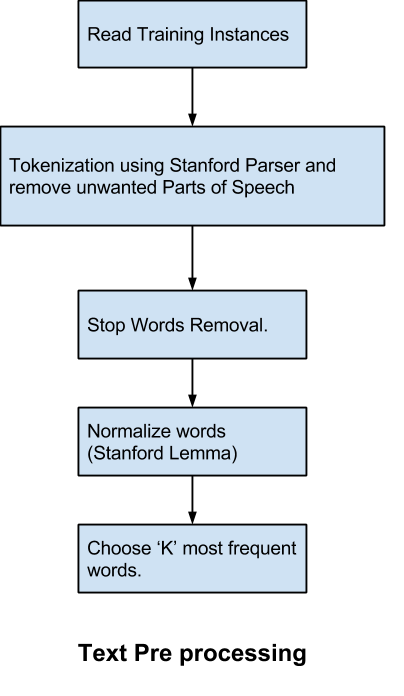 Read Training Instances
Tokenization using Stanford Parser and
remove unwanted Parts of Speech
Stop Words Removal.
Normalize words
(Stanford Lemma)
Choose ‘K’ most frequent
words.
Text Pre processing